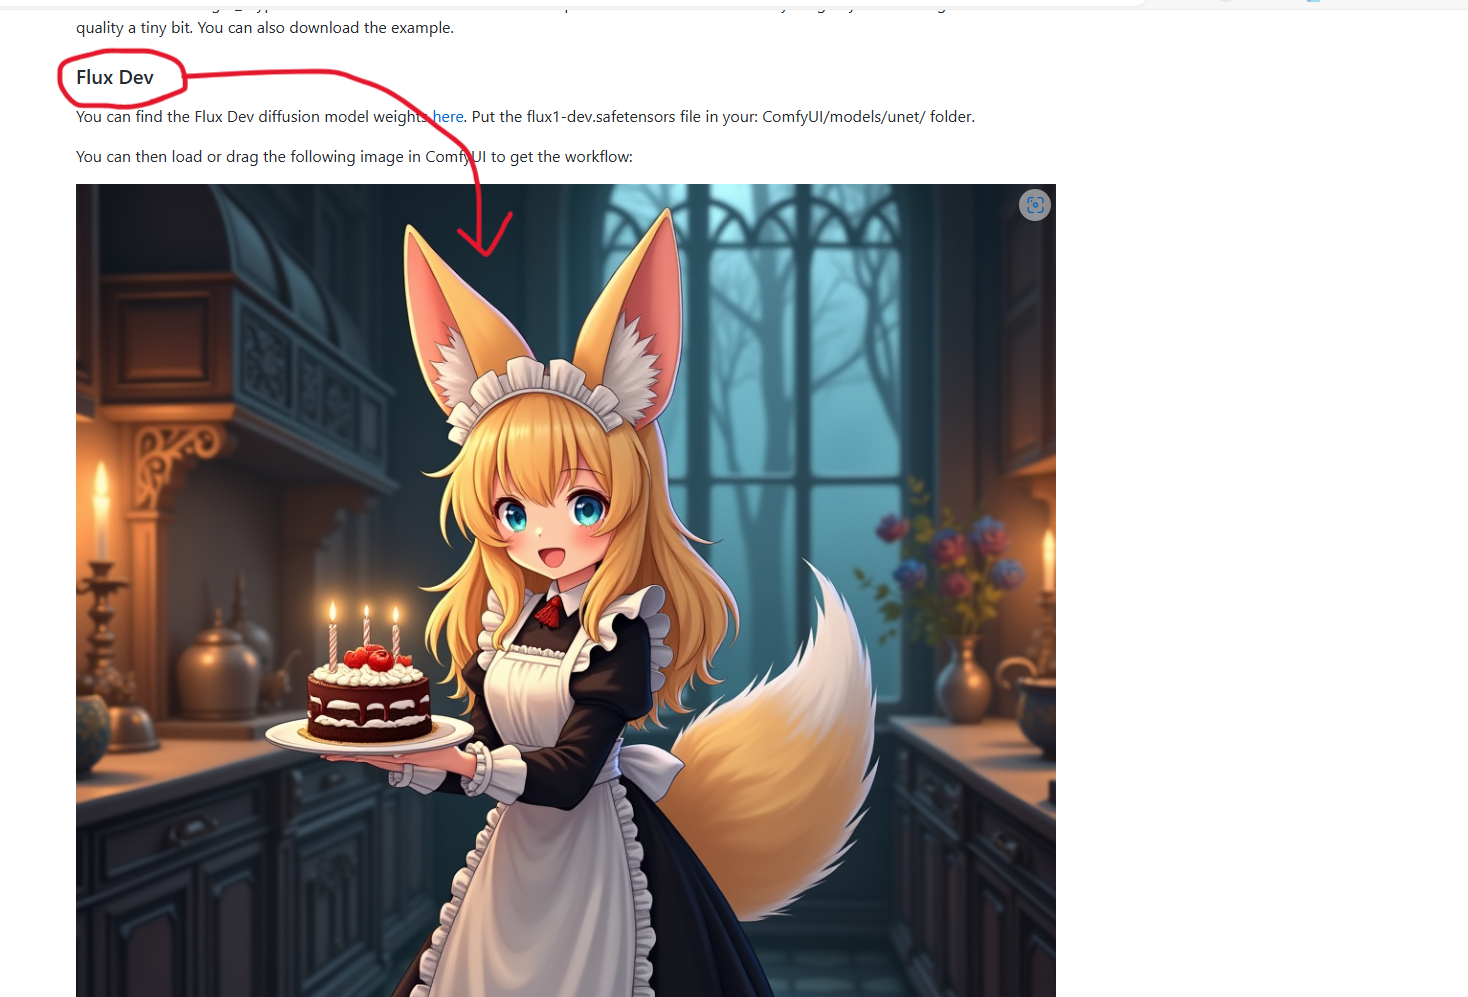 quality a tiny bit. You can also download the example.
Flux Dev
You can find the Flux Dev diffusion model weights here. Put the flux1-dev.safetensors file in your: ComfyUI/models/unet/ folder.
You can then load or drag the following image in ComfyUI to get the workflow: